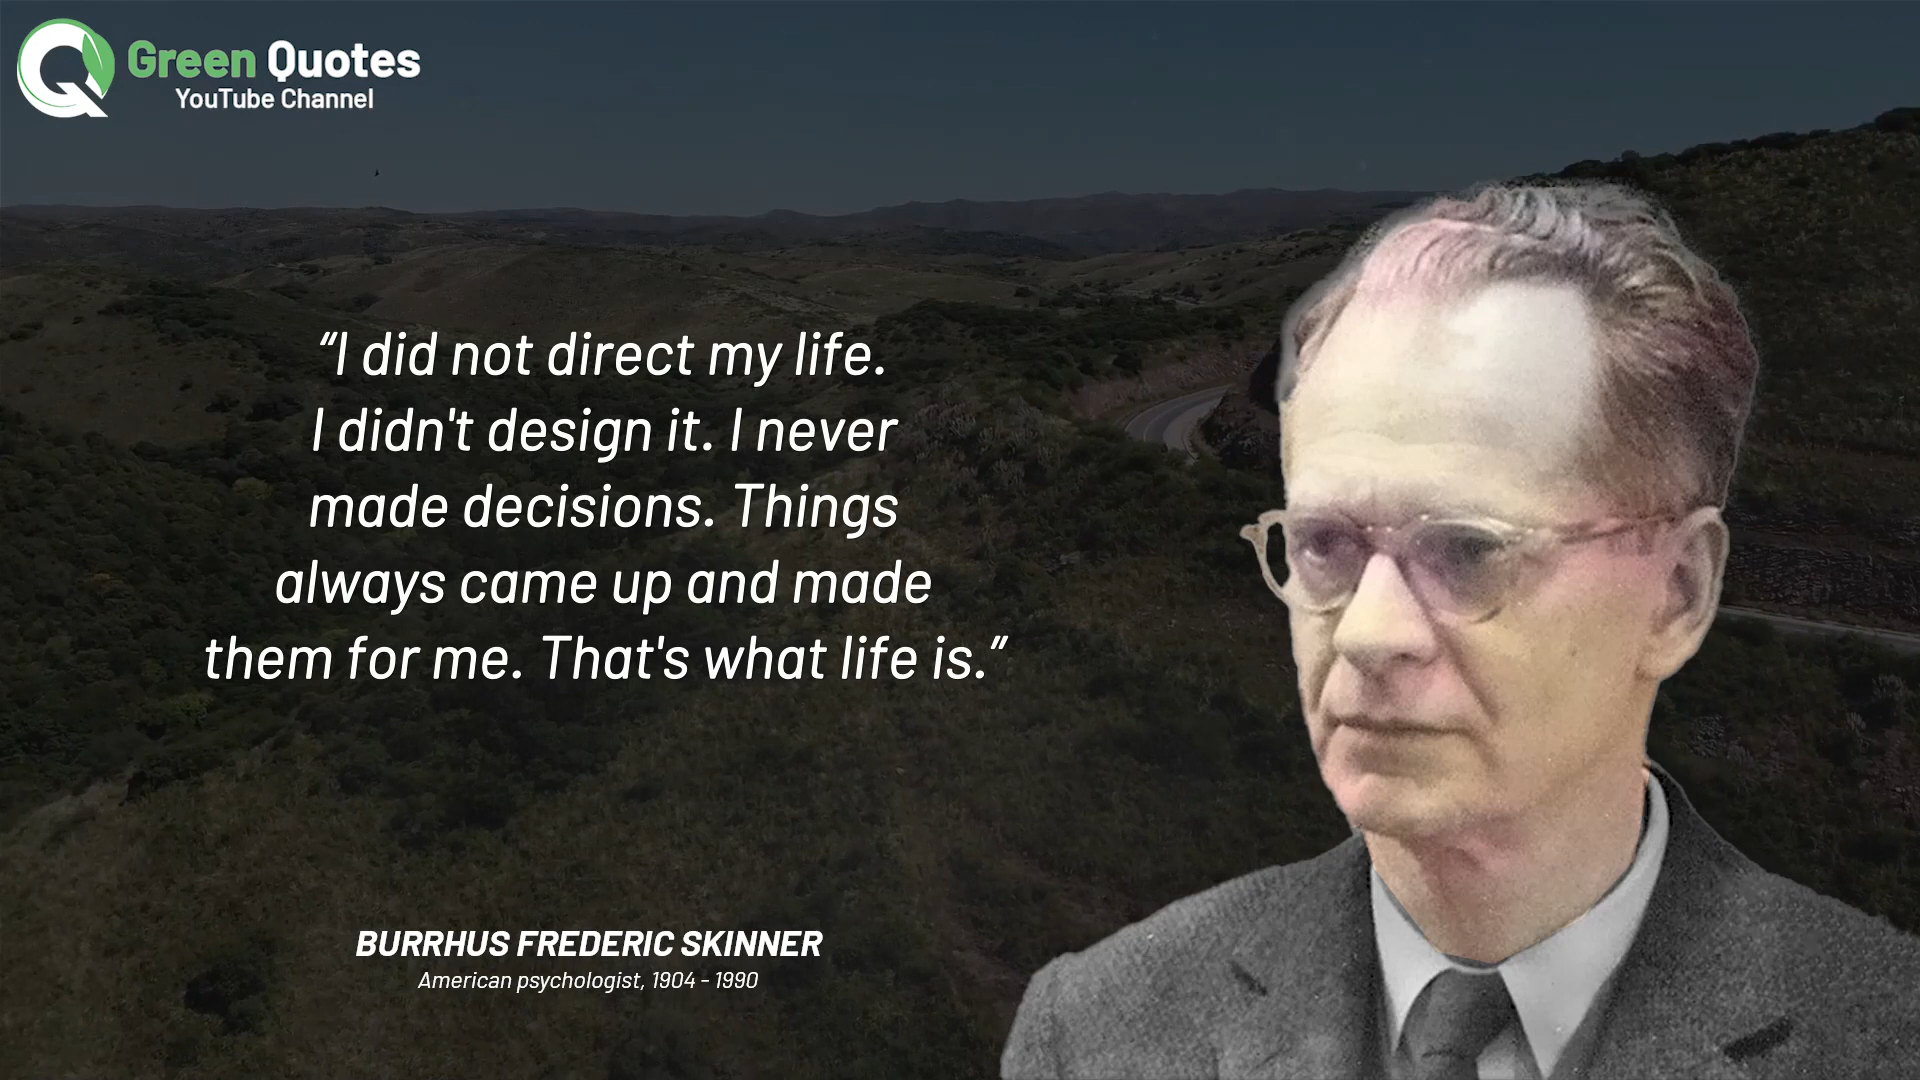 Green Quotes
YouTube Channel
“I did not direct my life.
I didn't design it. I never
made decisions. Things
always came up and made
them for me. That's what life is.”
BURRHUS FREDERIC SKINNER
American psychologist, 1904 - 1990